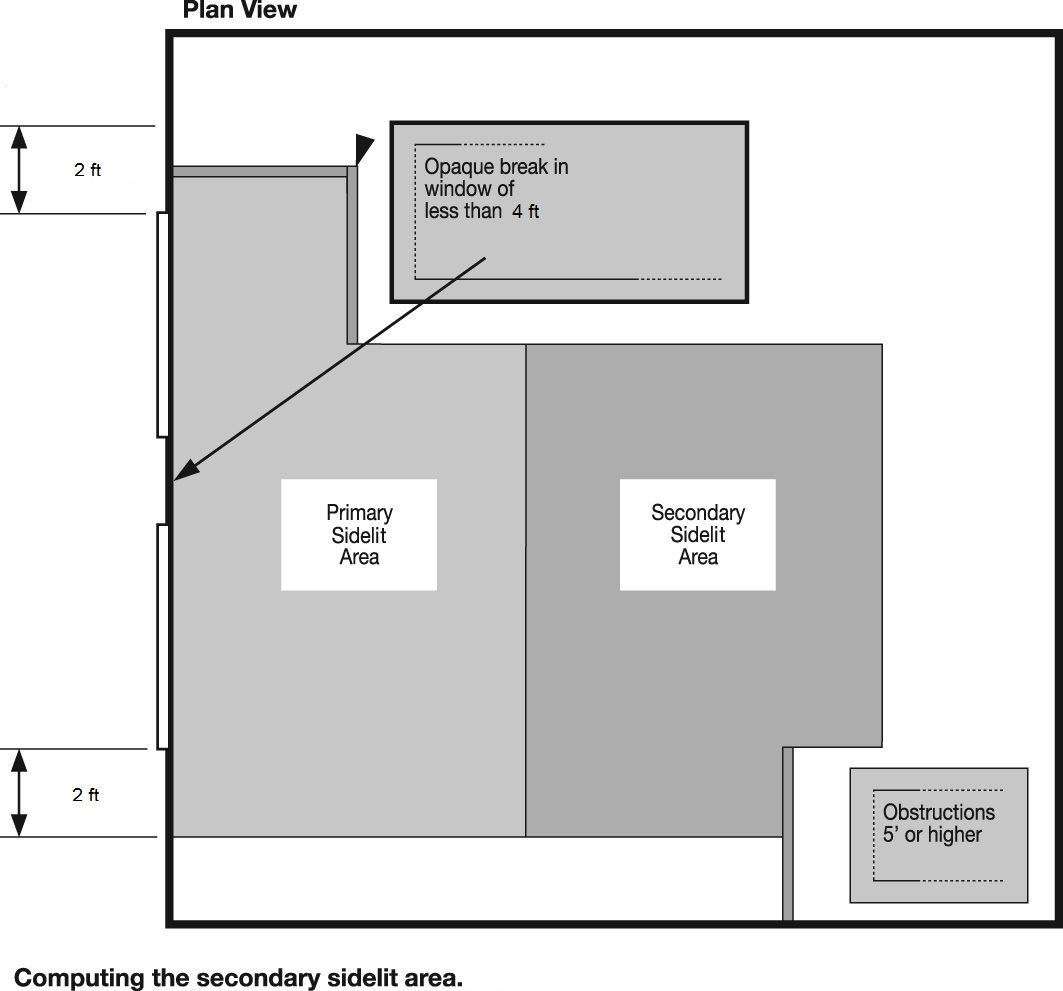 Plan View
2 ft
Opaque break in
window of
less than 4 ft
Primary
Sidelit
Area
Secondary
Sidelit
Area
2 ft
Obstructions
5’ or higher
Computing the secondary sidelit area.